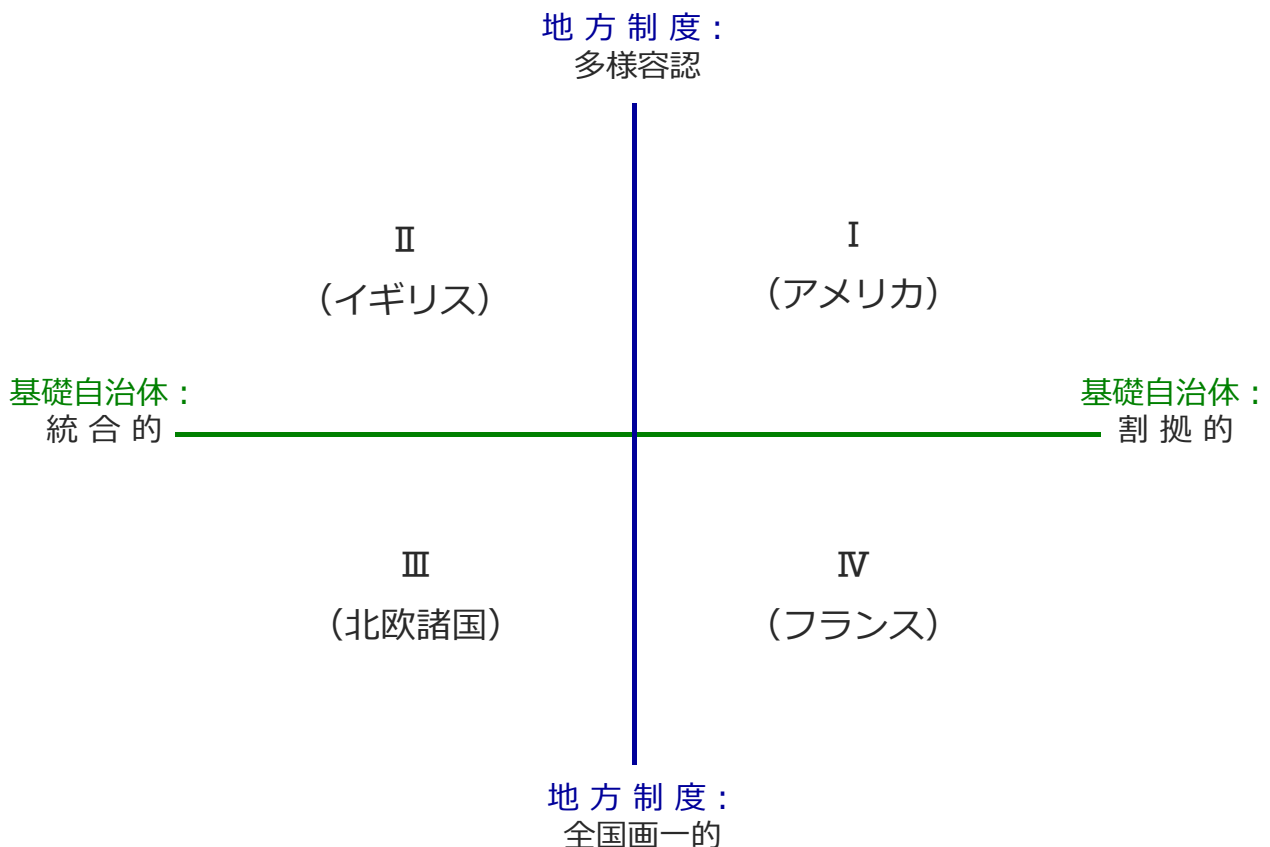 地 方 制 度：
多様容認
Ⅱ
（イギリス）
Ⅰ
（アメリカ）
基礎自治体：
統 合 的
基礎自治体：
割 拠 的
Ⅲ
（北欧諸国）
Ⅳ
（フランス）
地 方 制 度：
全国画一的